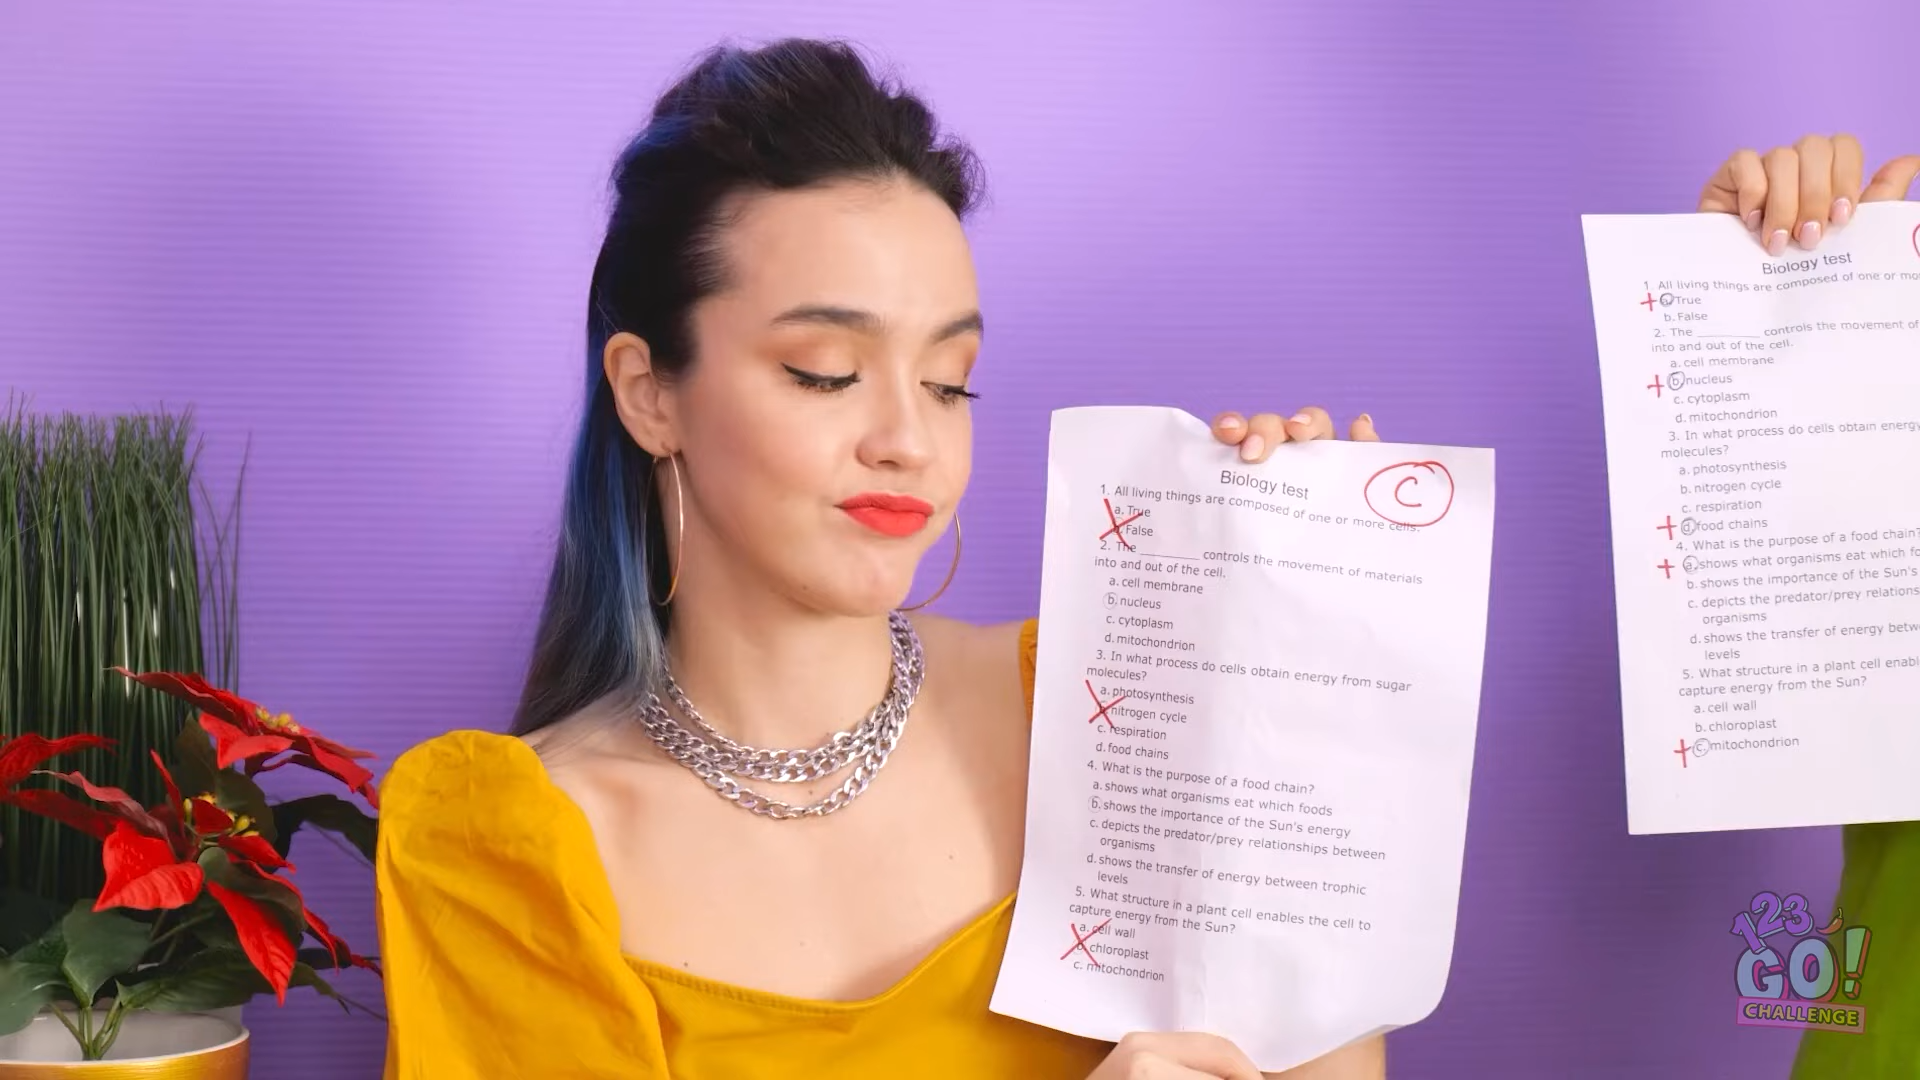 Biology test
C
1. All living things are composed of one or more cells.
a. True
b. False
2. The ________ controls the movement of materials
into and out of the cell.
a. cell membrane
b. nucleus
c. cytoplasm
d. mitochondrion
3. In what process do cells obtain energy from sugar
molecules?
a. photosynthesis
b. nitrogen cycle
c. respiration
d. food chains
4. What is the purpose of a food chain?
a. shows what organisms eat which foods
b. shows the importance of the Sun's energy
c. depicts the predator/prey relationships between
organisms
d. shows the transfer of energy between trophic
levels
5. What structure in a plant cell enables the cell to
capture energy from the Sun?
a. cell wall
b. chloroplast
c. mitochondrion
Biology test
1. All living things are composed of one or
a. True
b. False
2. The ________ controls the movement of
into and out of the cell.
a. cell membrane
b. nucleus
c. cytoplasm
d. mitochondrion
3. In what process do cells obtain energy
molecules?
a. photosynthesis
b. nitrogen cycle
c. respiration
d. food chains
4. What is the purpose of a food chain?
a. shows what organisms eat which
b. shows the importance of the Sun's
c. depicts the predator/prey
organisms
d. shows the transfer of energy
levels
5. What structure in a plant cell
capture energy from the Sun?
a. cell wall
b. chloroplast
c. mitochondrion
123
GO!
CHALLENGE